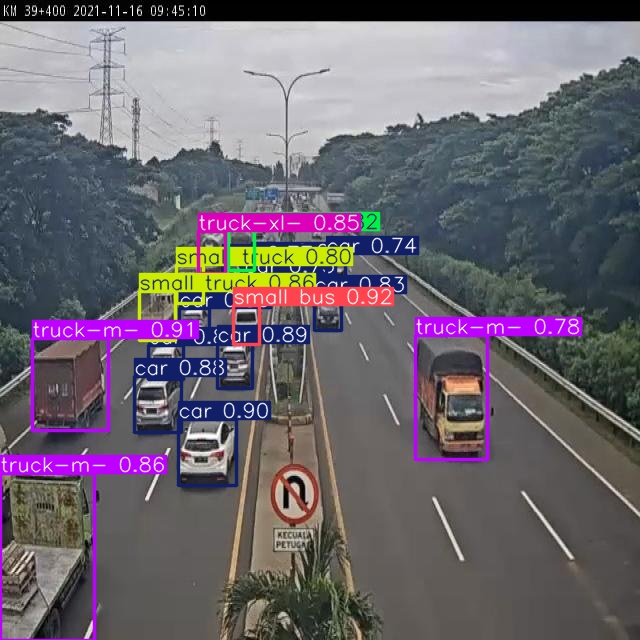 KM 39+400 2021-11-16 09:45:10
truck-xl- 0.85
car 0.74
small truck 0.80
small truck 0.86
0.83
small bus 0.92
truck-m- 0.91
car 0.89
truck-m- 0.78
car 0.88
car 0.90
truck-m- 0.86
KECUALI
PETUGAS